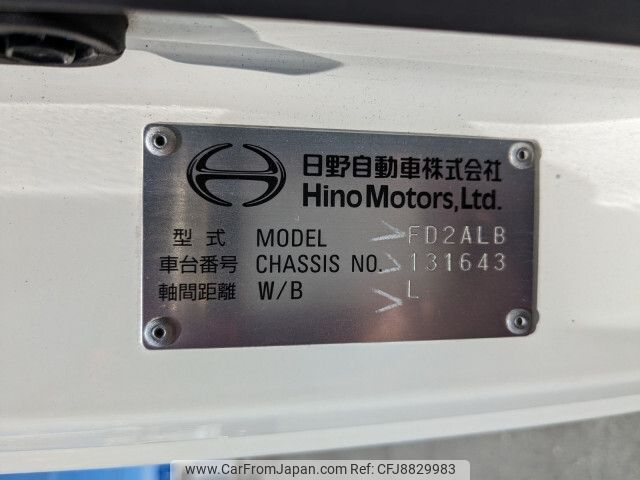 日野自動車株式会社
Hino Motors, Ltd.
型式 MODEL FD2ALB
車台番号 CHASSIS NO. 131643
軸間距離 W/B L
www.CarFromJapan.com ©CFJ8829983